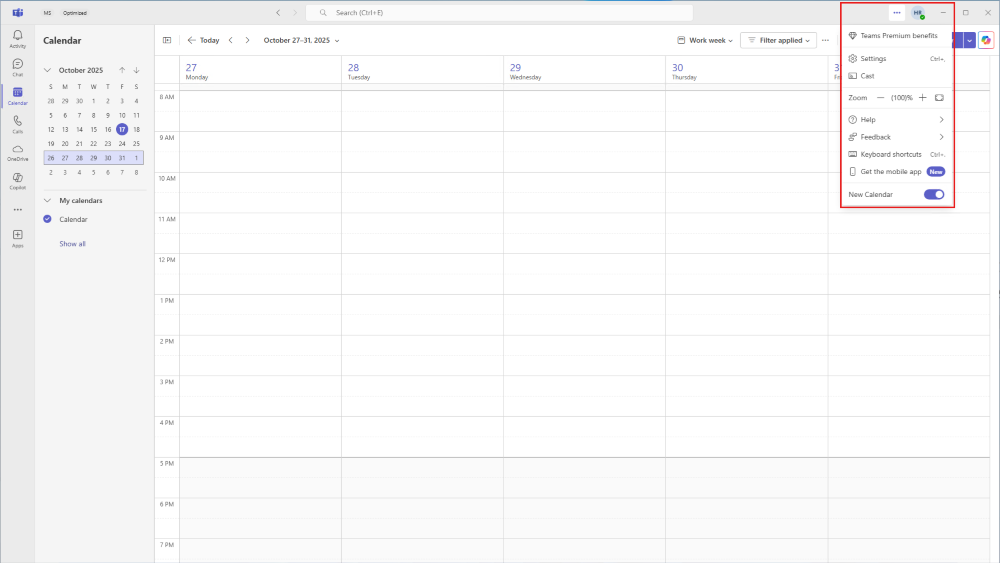 MS Optimized Search (Ctrl+E) HR
Activity
Chat
Calendar
Calls
OneDrive
Copilot
Apps
Calendar
October 2025
S M T W T F S
28 29 30 1 2 3 4
5 6 7 8 9 10 11
12 13 14 15 16 17 18
19 20 21 22 23 24 25
26 27 28 29 30 31 1
2 3 4 5 6 7 8
My calendars
Calendar
Show all
Today October 27–31, 2025 Work week Filter applied
27 28 29 30 3
Monday Tuesday Wednesday Thursday Fri
8 AM
9 AM
10 AM
11 AM
12 PM
1 PM
2 PM
3 PM
4 PM
5 PM
6 PM
7 PM
Teams Premium benefits
Settings Ctrl+,
Cast
Zoom — (100)% +
Help
Feedback
Keyboard shortcuts Ctrl+.
Get the mobile app New
New Calendar